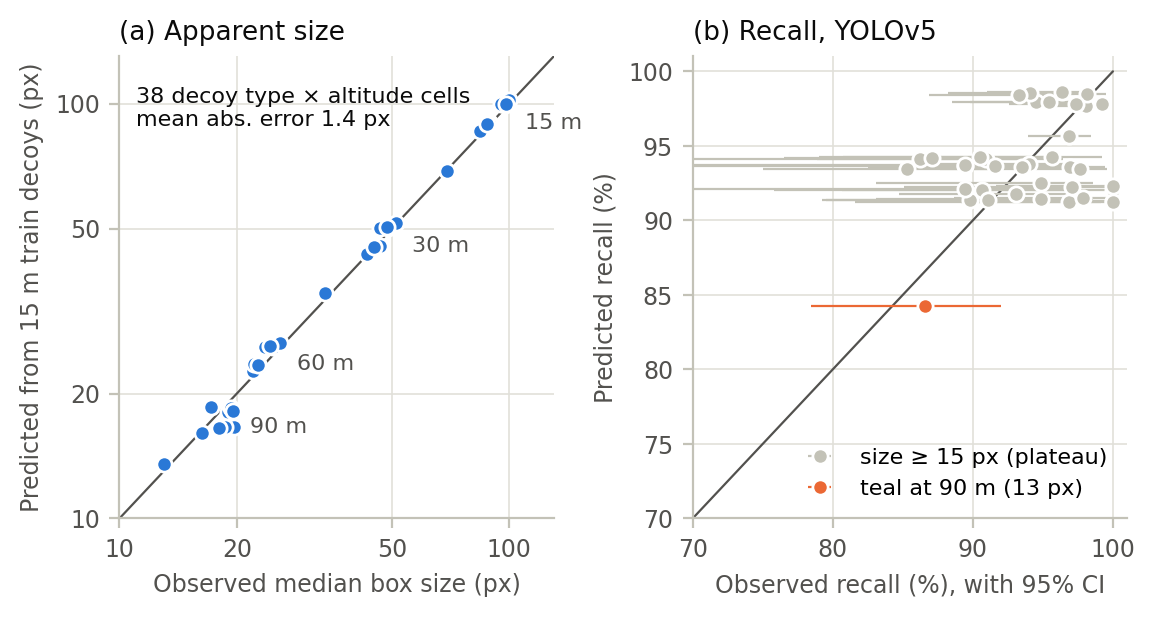 (a) Apparent size
Predicted from 15 m train decoys (px)
100
50
20
10
38 decoy type × altitude cells
mean abs. error 1.4 px
15 m
30 m
60 m
90 m
10
20
50
100
Observed median box size (px)
(b) Recall, YOLOv5
Predicted recall (%)
100
95
90
85
80
75
70
size ≥ 15 px (plateau)
teal at 90 m (13 px)
70
80
90
100
Observed recall (%), with 95% CI